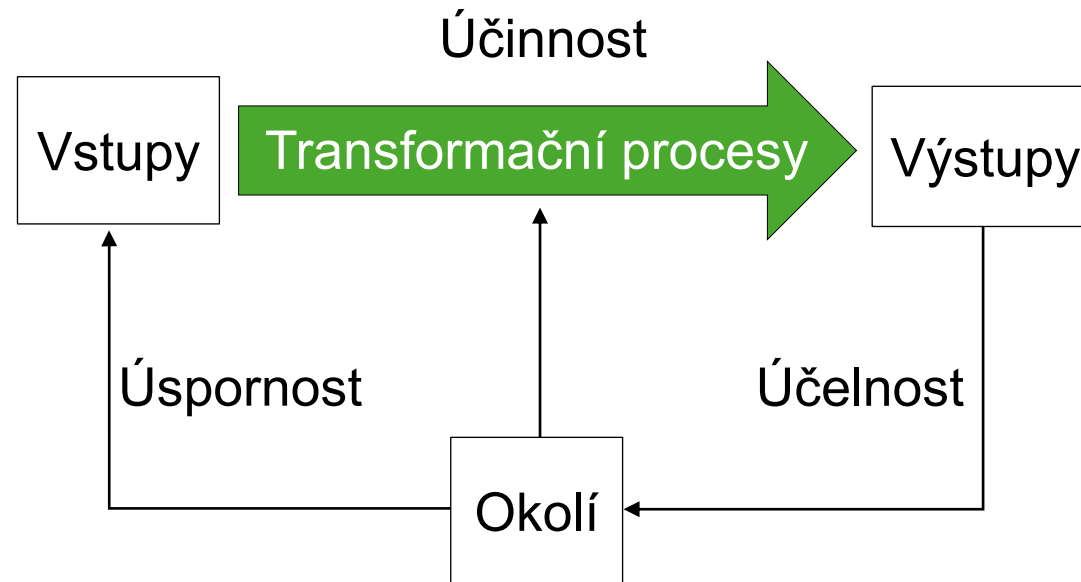 Účinnost
Vstupy
Transformační procesy
Výstupy
Úspornost
Účelnost
Okolí